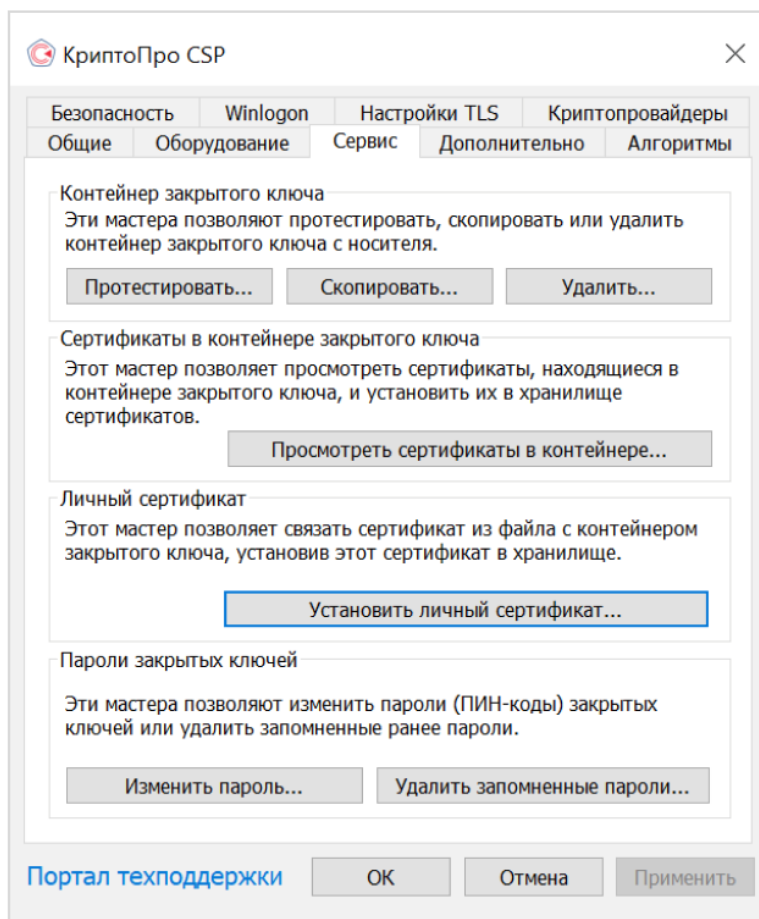 КриптоПро CSP
Безопасность Winlogon Настройки TLS Криптопровайдеры
Общие Оборудование Сервис Дополнительно Алгоритмы
Контейнер закрытого ключа
Эти мастера позволяют протестировать, скопировать или удалить
контейнер закрытого ключа с носителя.
Протестировать... Скопировать... Удалить...
Сертификаты в контейнере закрытого ключа
Этот мастер позволяет просмотреть сертификаты, находящиеся в
контейнере закрытого ключа, и установить их в хранилище
сертификатов.
Просмотреть сертификаты в контейнере...
Личный сертификат
Этот мастер позволяет связать сертификат из файла с контейнером
закрытого ключа, установив этот сертификат в хранилище.
Установить личный сертификат...
Пароли закрытых ключей
Эти мастера позволяют изменить пароли (ПИН-коды) закрытых
ключей или удалить запомненные ранее пароли.
Изменить пароль... Удалить запомненные пароли...
Портал техподдержки ОК Отмена Применить